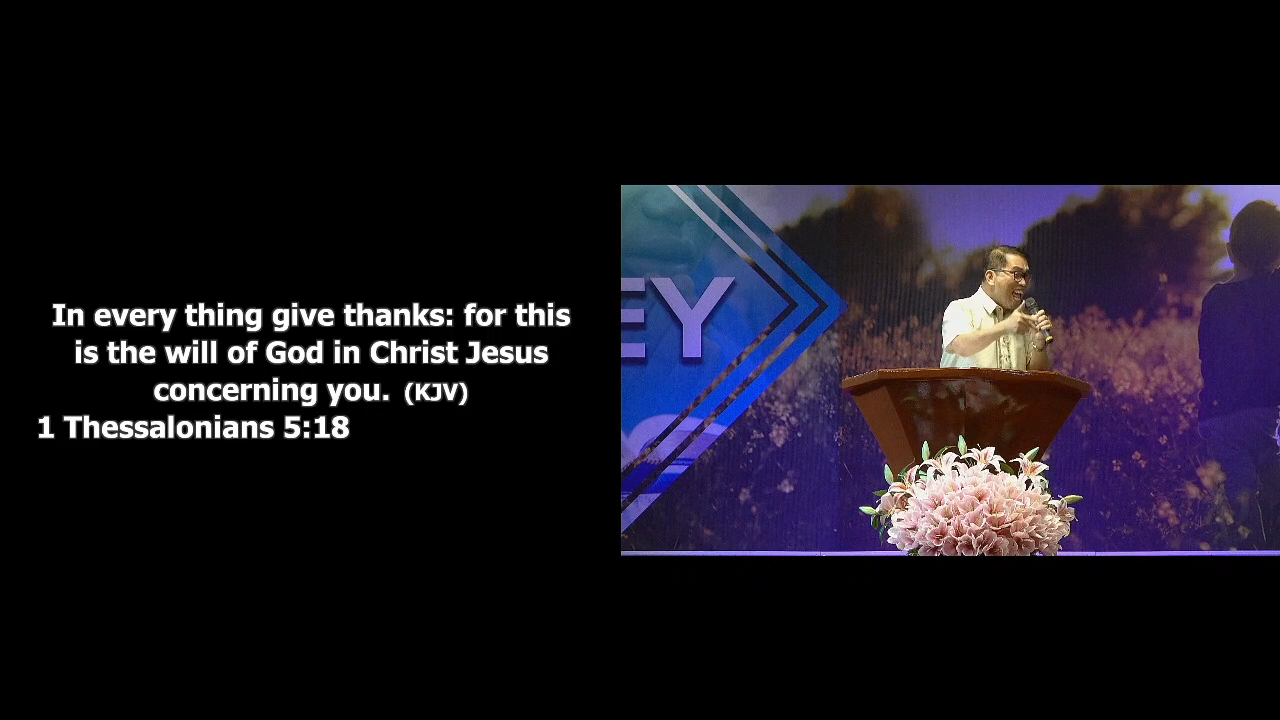 In every thing give thanks: for this
is the will of God in Christ Jesus
concerning you. (KJV)
1 Thessalonians 5:18
EY